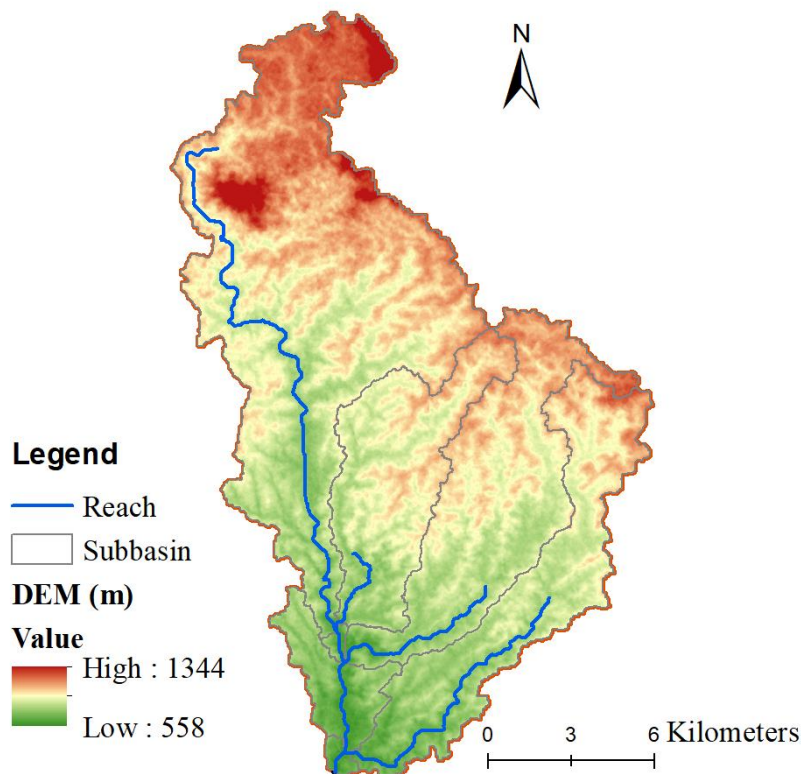 N
Legend
Reach
Subbasin
DEM (m)
Value
High : 1344
Low : 558
0 3 6 Kilometers